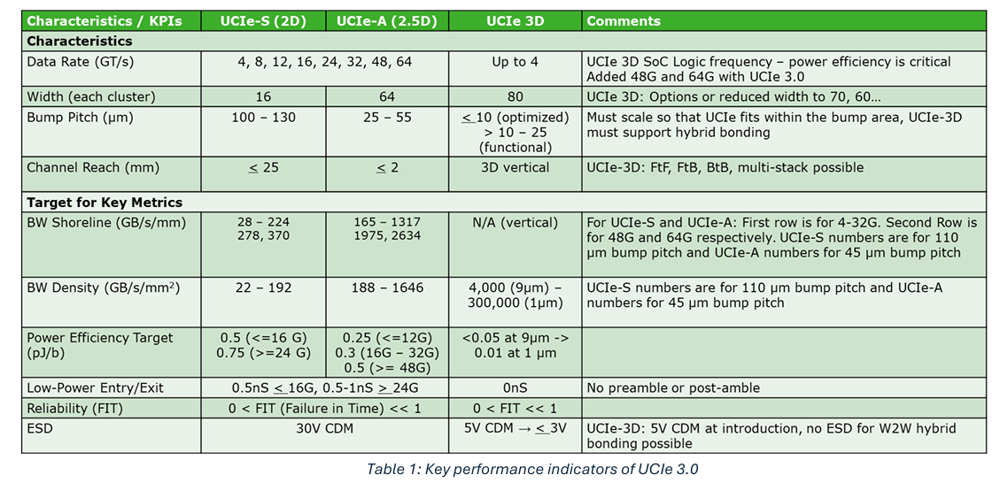 Characteristics / KPIs UCIe-S (2D) UCIe-A (2.5D) UCIe 3D Comments
Characteristics
Data Rate (GT/s) 4, 8, 12, 16, 24, 32, 48, 64 Up to 4 UCIe 3D SoC Logic frequency – power efficiency is critical
Added 48G and 64G with UCIe 3.0
Width (each cluster) 16 64 80 UCIe 3D: Options or reduced width to 70, 60...
Bump Pitch (µm) 100 – 130 25 – 55 ≤ 10 (optimized) Must scale so that UCIe fits within the bump area, UCIe-3D
> 10 – 25 must support hybrid bonding
(functional)
Channel Reach (mm) ≤ 25 ≤ 2 3D vertical UCIe-3D: FtF, FtB, BtB, multi-stack possible
Target for Key Metrics
BW Shoreline (GB/s/mm) 28 – 224 165 – 1317 N/A (vertical) For UCIe-S and UCIe-A: First row is for 4-32G. Second Row is
278, 370 1975, 2634 for 48G and 64G respectively. UCIe-S numbers are for 110
µm bump pitch and UCIe-A numbers for 45 µm bump pitch
BW Density (GB/s/mm²) 22 – 192 188 – 1646 4,000 (9µm) – UCIe-S numbers are for 110 µm bump pitch and UCIe-A
300,000 (1µm) numbers for 45 µm bump pitch
Power Efficiency Target 0.5 (<=16 G) 0.25 (<=12G) <0.05 at 9µm ->
(pJ/b) 0.75 (>=24 G) 0.3 (16G – 32G) 0.01 at 1 µm
0.5 (>= 48G)
Low-Power Entry/Exit 0.5nS ≤ 16G, 0.5-1nS ≥ 24G 0nS No preamble or post-amble
Reliability (FIT) 0 < FIT (Failure in Time) << 1 0 < FIT << 1
ESD 30V CDM 5V CDM → ≤ 3V UCIe-3D: 5V CDM at introduction, no ESD for W2W hybrid
bonding possible
Table 1: Key performance indicators of UCIe 3.0